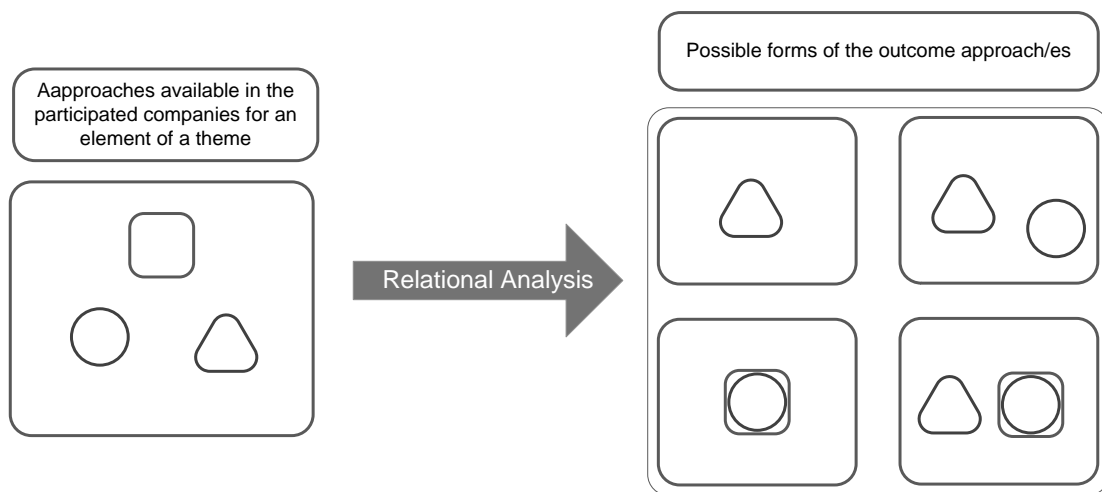 Possible forms of the outcome approach/es
Aapproaches available in the
participated companies for an
element of a theme
Relational Analysis